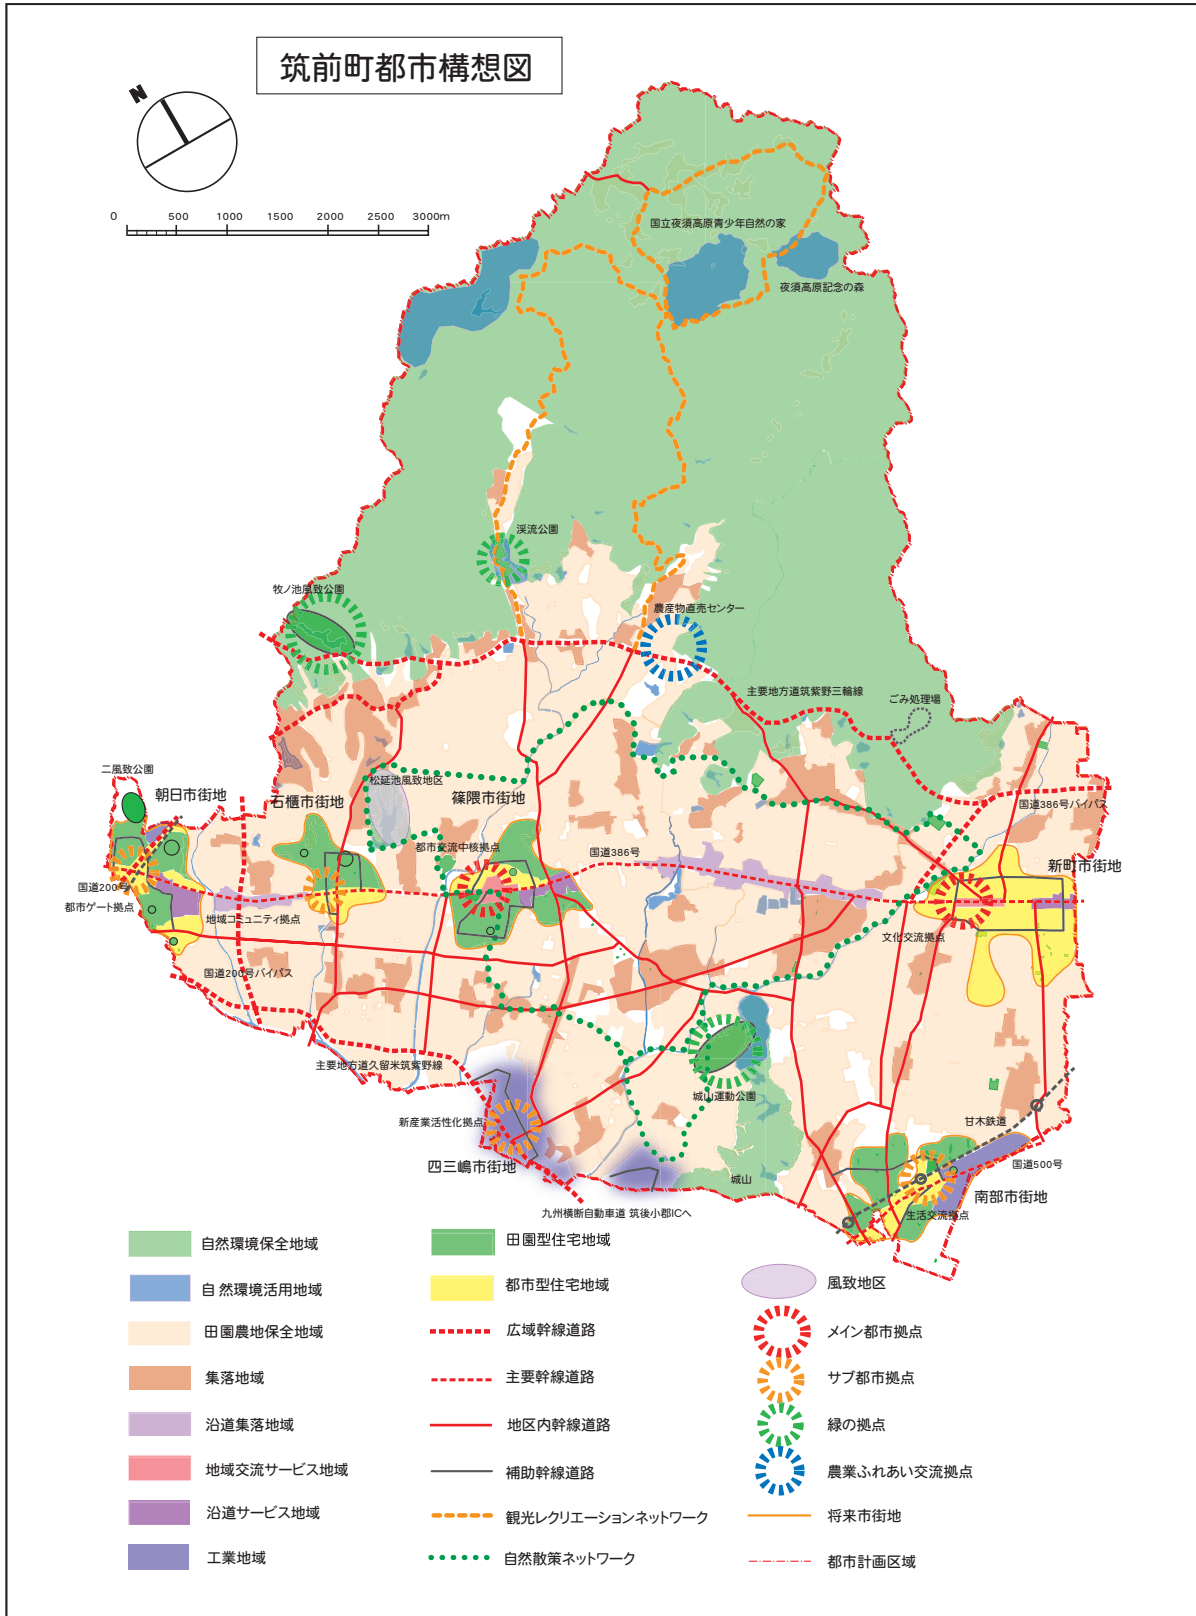 筑前町都市構想図
N
0 500 1000 1500 2000 2500 3000m
国立夜須高原青少年自然の家
夜須高原記念の森
渓流公園
牧ノ池風致公園
農産物直売センター
主要地方道筑紫野三輪線
ごみ処理場
二風致公園
朝日市街地
石櫃市街地
松延池風致地区
篠隈市街地
国道386号バイパス
都市交流中核拠点
国道386号
新町市街地
国道200号
都市ゲート拠点
地域コミュニティ拠点
文化交流拠点
国道200号バイパス
主要地方道久留米筑紫野線
城山運動公園
新産業活性化拠点
甘木鉄道
四三嶋市街地
国道500号
城山
南部市街地
九州横断自動車道 筑後小郡ICへ
生活交流拠点
自然環境保全地域
自然環境活用地域
田園農地保全地域
集落地域
沿道集落地域
地域交流サービス地域
沿道サービス地域
工業地域
田園型住宅地域
都市型住宅地域
広域幹線道路
主要幹線道路
地区内幹線道路
補助幹線道路
観光レクリエーションネットワーク
自然散策ネットワーク
風致地区
メイン都市拠点
サブ都市拠点
緑の拠点
農業ふれあい交流拠点
将来市街地
都市計画区域